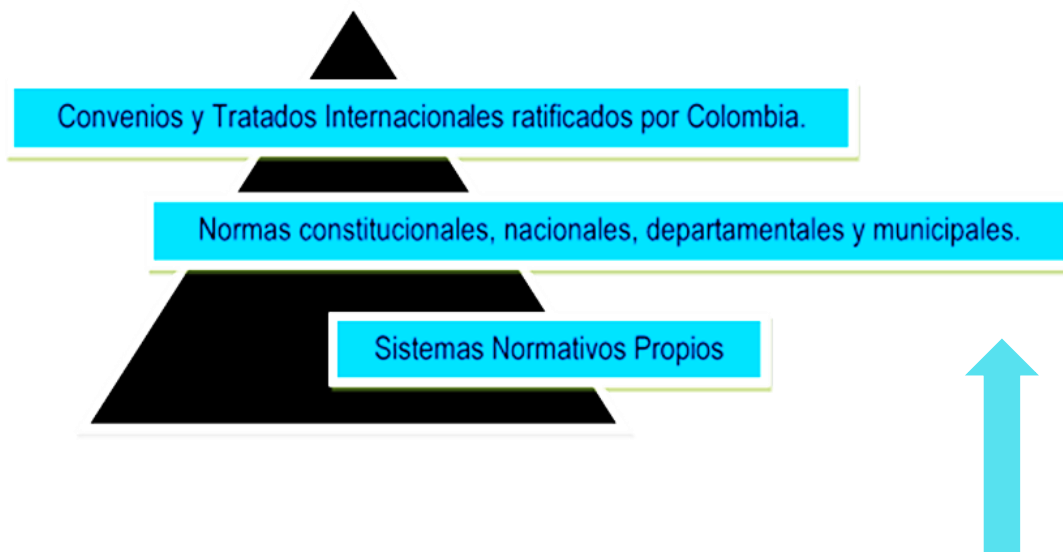 Convenios y Tratados Internacionales ratificados por Colombia.
Normas constitucionales, nacionales, departamentales y municipales.
Sistemas Normativos Propios